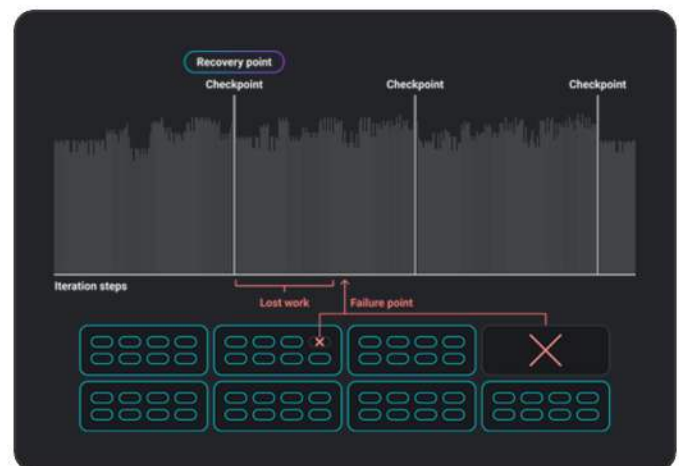 Recovery point
Checkpoint
Checkpoint
Checkpoint
Iteration steps
Lost work
Failure point